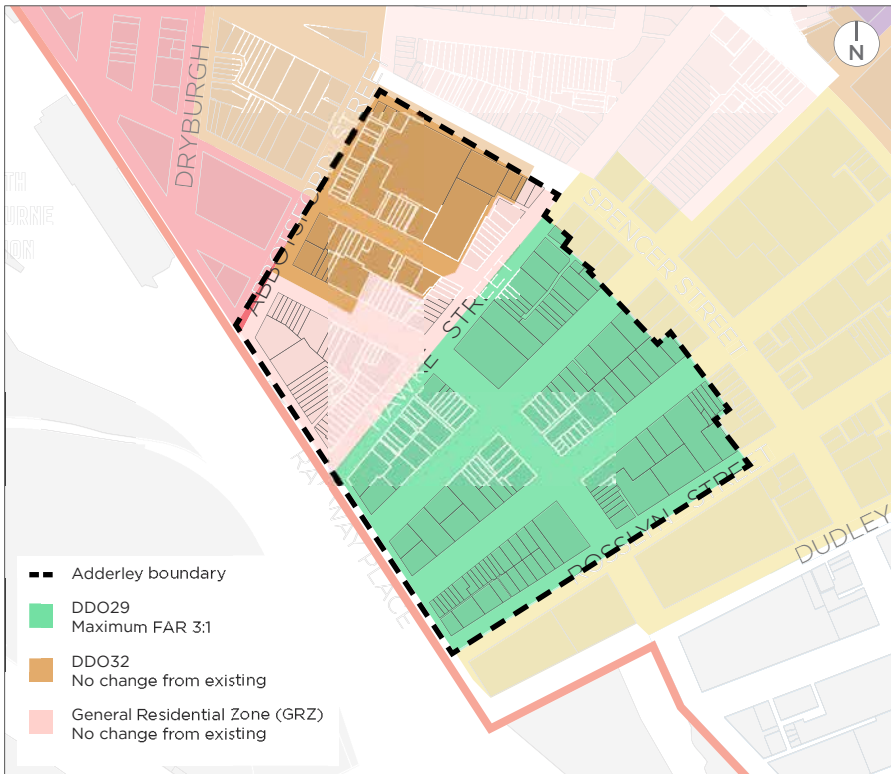 N
DRYBURGH
ABBOTSFORD STREET
SPENCER STREET
HAWKE STREET
RAILWAY PLACE
ROSSLYN STREET
DUDLEY
Adderley boundary
DDO29
Maximum FAR 3:1
DDO32
No change from existing
General Residential Zone (GRZ)
No change from existing